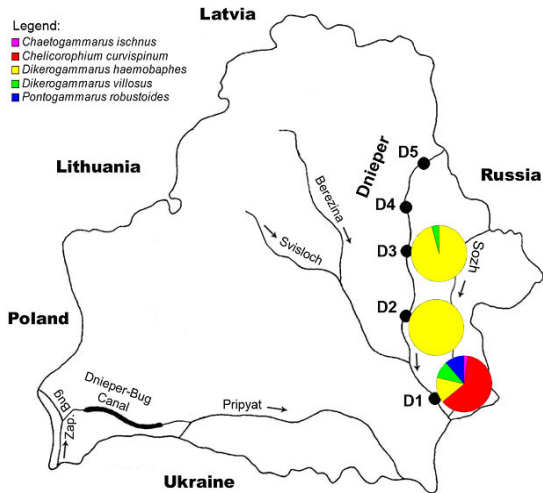 Latvia
Legend:
Chaetogammarus ischnus
Chelicorophium curvispinum
Dikerogammarus haemobaphes
Dikerogammarus villosus
Pontogammarus robustoides
Lithuania
Russia
Poland
Ukraine
Dnieper
D5
D4
D3
D2
D1
Berezina
Svisloch
Sozh
Dnieper-Bug
Canal
Pripyat
Bug
Zap.